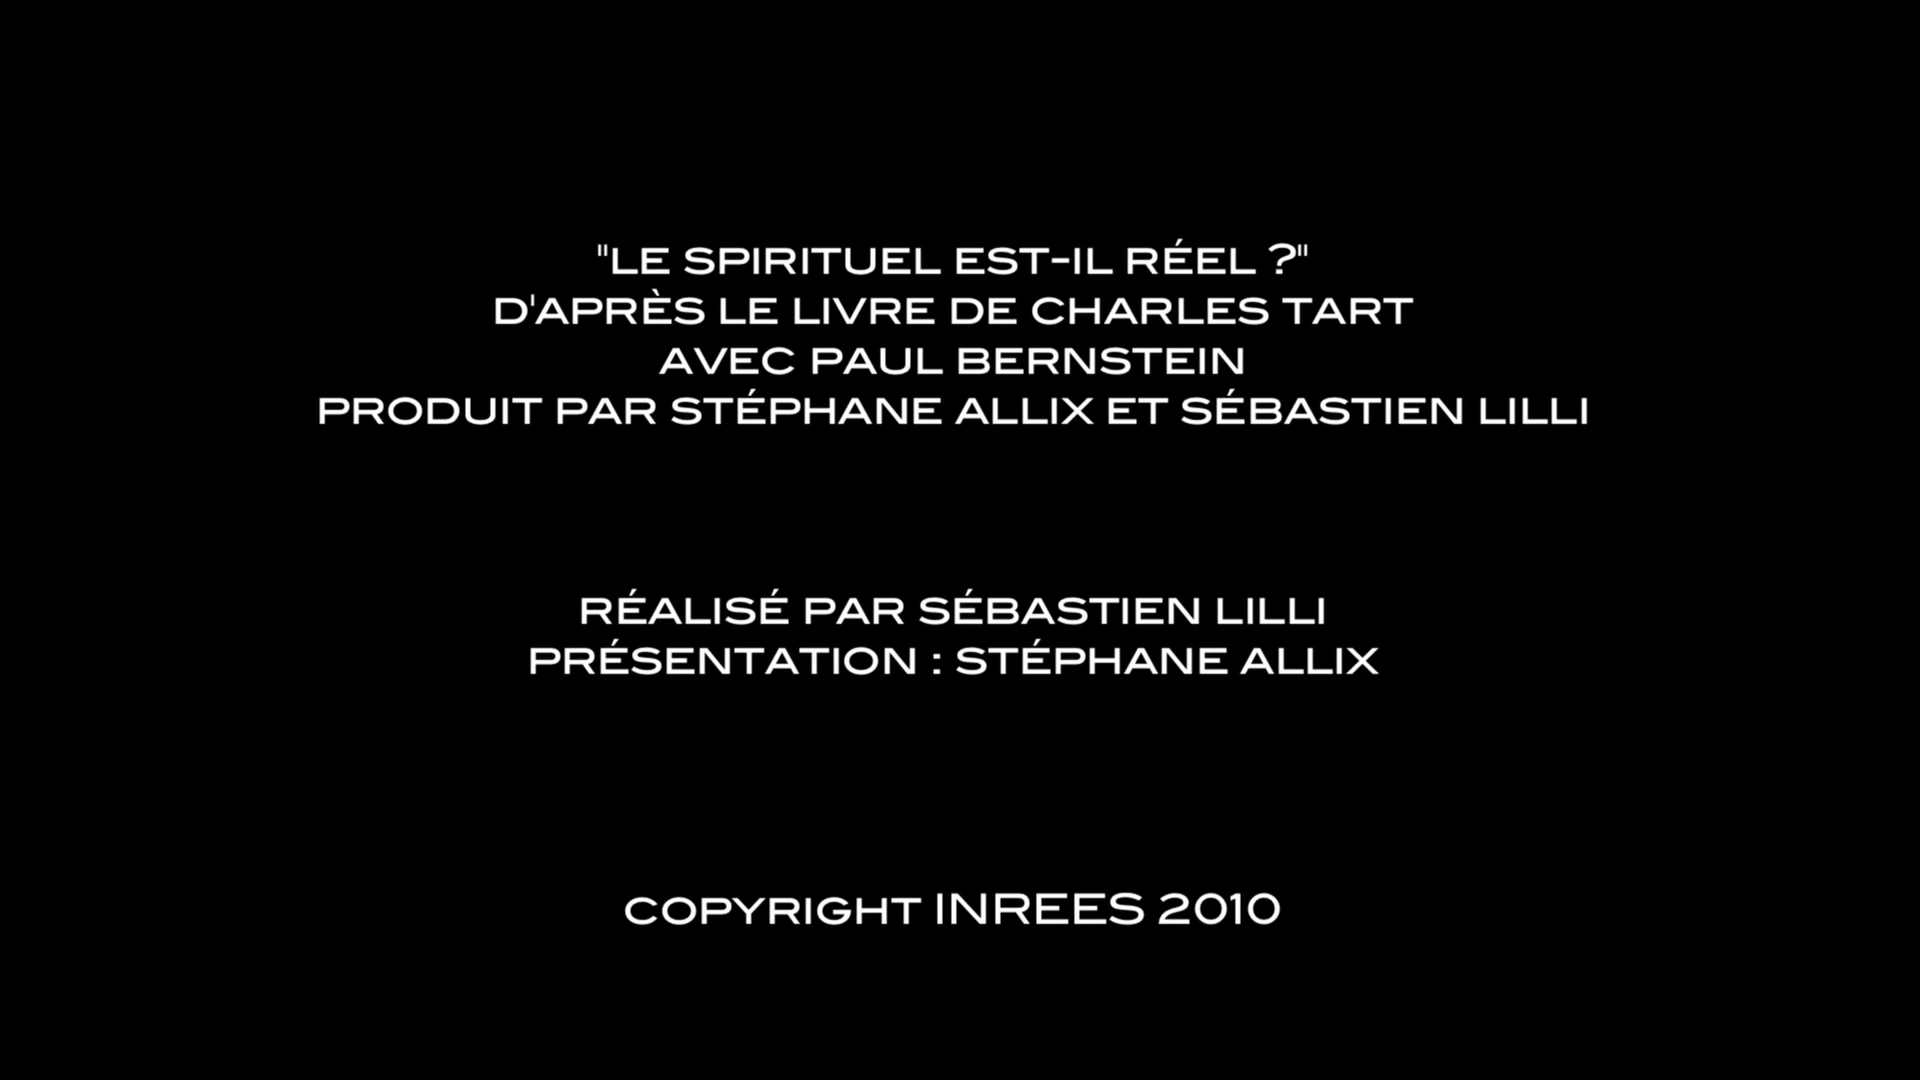 "LE SPIRITUEL EST-IL RÉEL ?"
D'APRÈS LE LIVRE DE CHARLES TART
AVEC PAUL BERNSTEIN
PRODUIT PAR STÉPHANE ALLIX ET SÉBASTIEN LILLI
RÉALISÉ PAR SÉBASTIEN LILLI
PRÉSENTATION : STÉPHANE ALLIX
COPYRIGHT INREES 2010